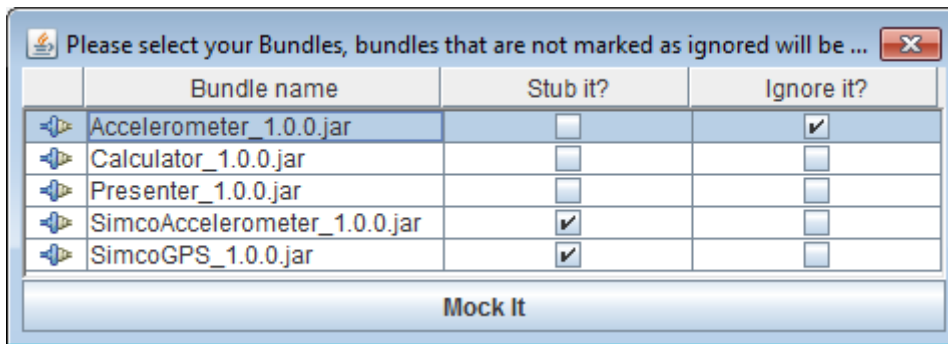 Please select your Bundles, bundles that are not marked as ignored will be ...
Bundle name Stub it? Ignore it?
Accelerometer_1.0.0.jar
Calculator_1.0.0.jar
Presenter_1.0.0.jar
SimcoAccelerometer_1.0.0.jar
SimcoGPS_1.0.0.jar
Mock It